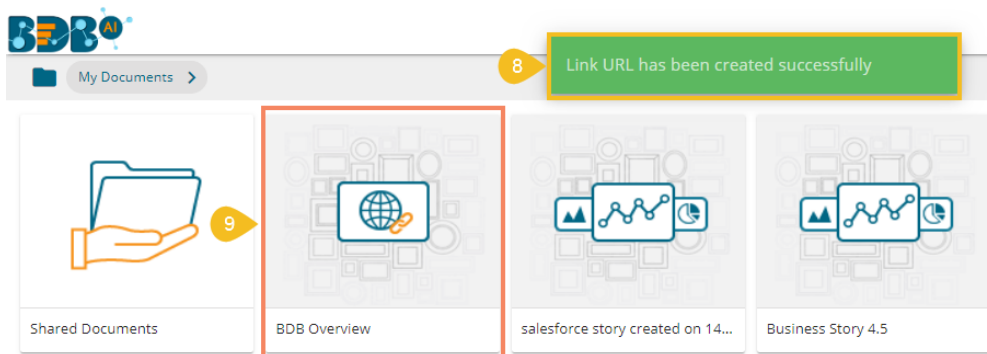 BDB AI
8
Link URL has been created successfully
My Documents
9
Shared Documents
BDB Overview
salesforce story created on 14...
Business Story 4.5